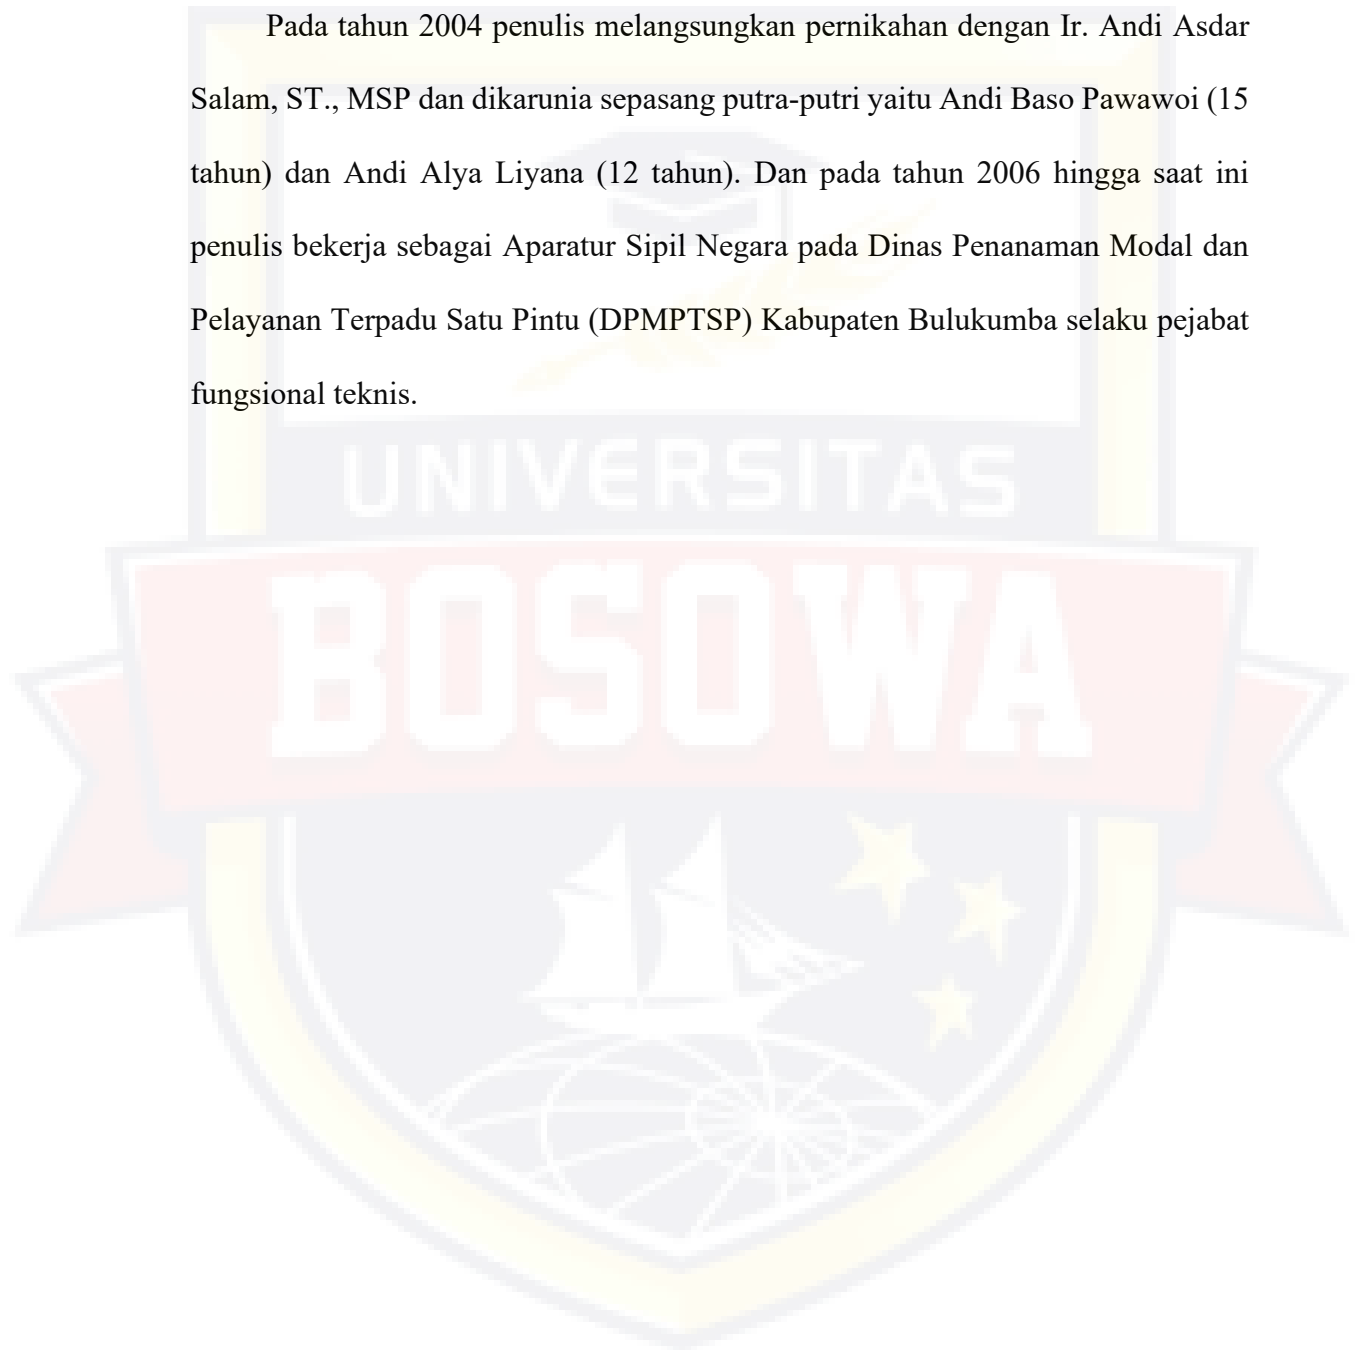 Pada tahun 2004 penulis melangsungkan pernikahan dengan Ir. Andi Asdar
Salam, ST., MSP dan dikarunia sepasang putra-putri yaitu Andi Baso Pawawoi (15
tahun) dan Andi Alya Liyana (12 tahun). Dan pada tahun 2006 hingga saat ini
penulis bekerja sebagai Aparatur Sipil Negara pada Dinas Penanaman Modal dan
Pelayanan Terpadu Satu Pintu (DPMPTSP) Kabupaten Bulukumba selaku pejabat
fungsional teknis.
UNIVERSITAS
BOSOWA